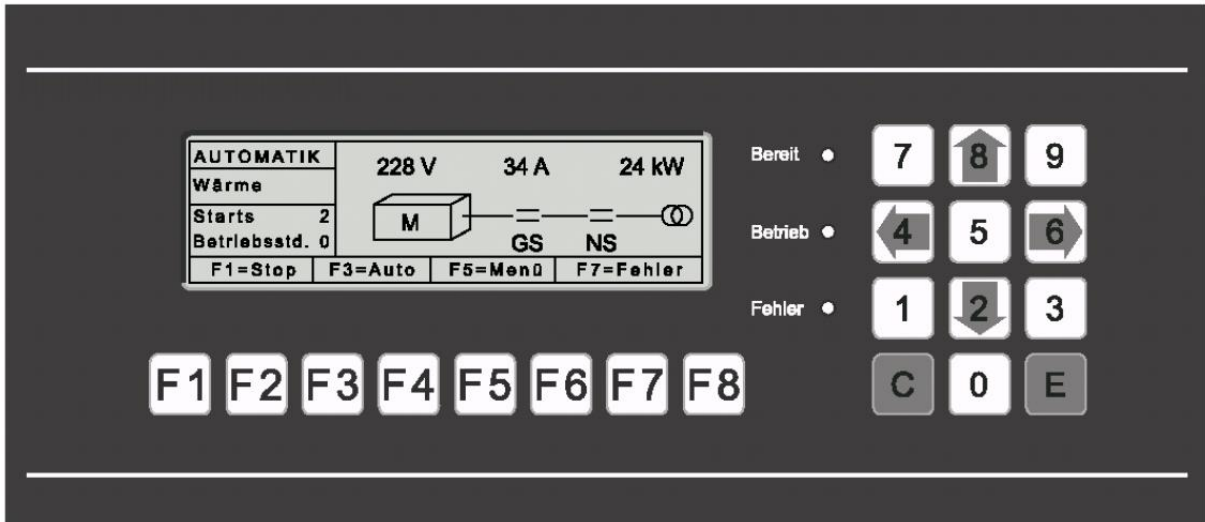 AUTOMATIK
Wärme
Starts 2
Betriebsstd. 0
228 V 34 A 24 kW
M
GS NS
F1=Stop F3=Auto F5=Menü F7=Fehler
Bereit
Betrieb
Fehler
7 8 9
4 5 6
1 2 3
C 0 E
F1 F2 F3 F4 F5 F6 F7 F8